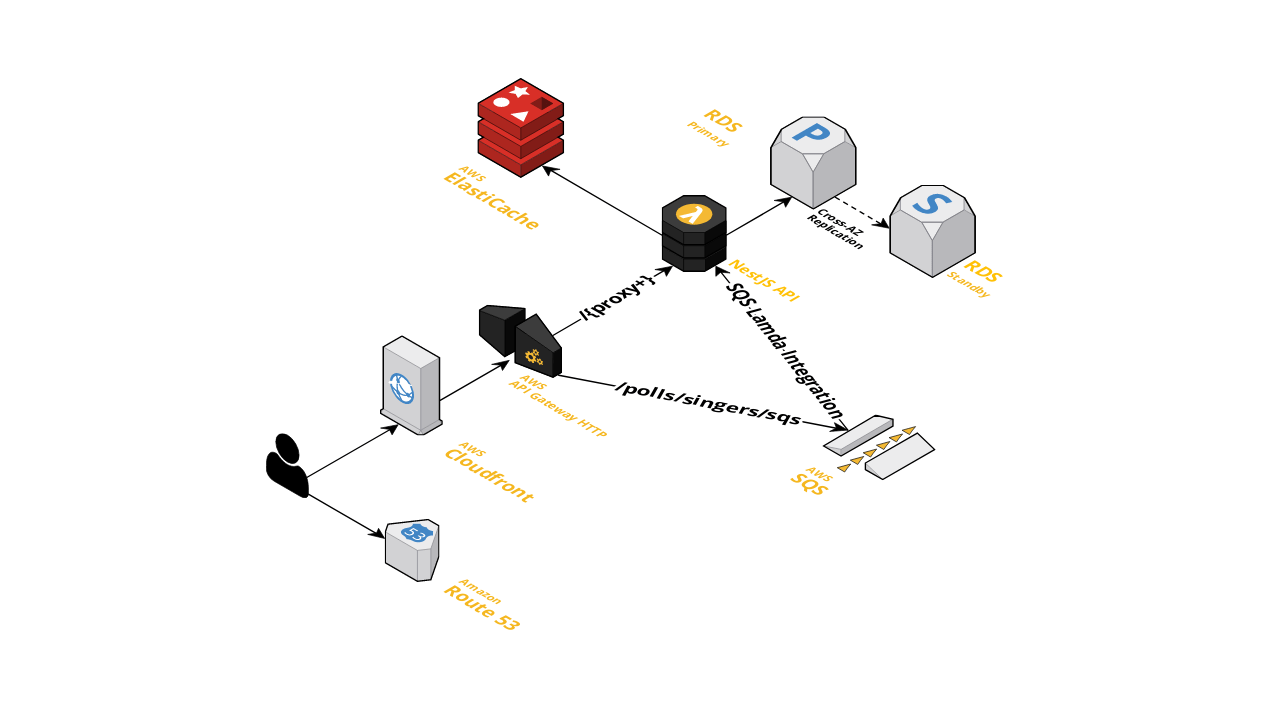 RDS
Primary
P
AWS
ElastiCache
S
Cross-AZ
Replication
λ
NestJS API
RDS
Standby
/{proxy+}
SQS Lamda Integration
AWS
API Gateway HTTP
/polls/singers/sqs
AWS
Cloudfront
AWS
SQS
53
Amazon
Route 53